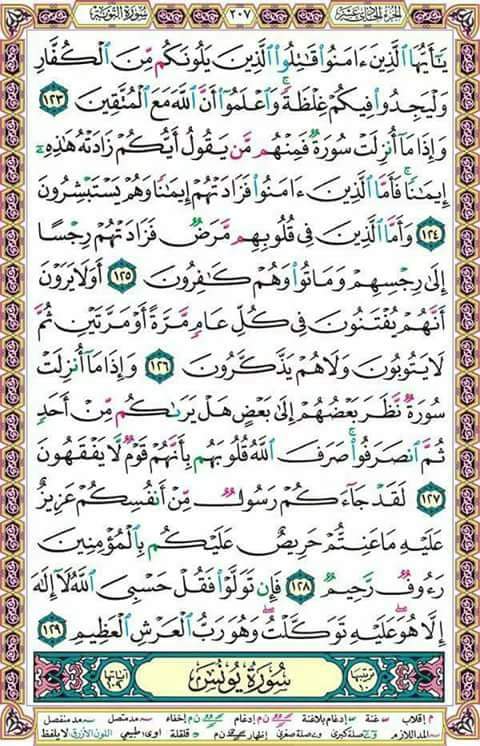 الجزء الحادي عشر ٢٠٧ سورة التوبة
يَٰٓأَيُّهَا ٱلَّذِينَ ءَامَنُوا۟ قَٰتِلُوا۟ ٱلَّذِينَ يَلُونَكُم مِّنَ ٱلْكُفَّارِ
وَلْيَجِدُوا۟ فِيكُمْ غِلْظَةً ۚ وَٱعْلَمُوٓا۟ أَنَّ ٱللَّهَ مَعَ ٱلْمُتَّقِينَ ١٢٣
وَإِذَا مَآ أُنزِلَتْ سُورَةٌ فَمِنْهُم مَّن يَقُولُ أَيُّكُمْ زَادَتْهُ هَٰذِهِۦٓ
إِيمَٰنًا ۚ فَأَمَّا ٱلَّذِينَ ءَامَنُوا۟ فَزَادَتْهُمْ إِيمَٰنًا وَهُمْ يَسْتَبْشِرُونَ
١٢٤ وَأَمَّا ٱلَّذِينَ فِى قُلُوبِهِم مَّرَضٌ فَزَادَتْهُمْ رِجْسًا
إِلَىٰ رِجْسِهِمْ وَمَاتُوا۟ وَهُمْ كَٰفِرُونَ ١٢٥ أَوَلَا يَرَوْنَ
أَنَّهُمْ يُفْتَنُونَ فِى كُلِّ عَامٍ مَّرَّةً أَوْ مَرَّتَيْنِ ثُمَّ
لَا يَتُوبُونَ وَلَا هُمْ يَذَّكَّرُونَ ١٢٦ وَإِذَا مَآ أُنزِلَتْ
سُورَةٌ نَّظَرَ بَعْضُهُمْ إِلَىٰ بَعْضٍ هَلْ يَرَىٰكُم مِّنْ أَحَدٍ
ثُمَّ ٱنصَرَفُوا۟ ۚ صَرَفَ ٱللَّهُ قُلُوبَهُم بِأَنَّهُمْ قَوْمٌ لَّا يَفْقَهُونَ
١٢٧ لَقَدْ جَآءَكُمْ رَسُولٌ مِّنْ أَنفُسِكُمْ عَزِيزٌ
عَلَيْهِ مَا عَنِتُّمْ حَرِيصٌ عَلَيْكُم بِٱلْمُؤْمِنِينَ
رَءُوفٌ رَّحِيمٌ ١٢٨ فَإِن تَوَلَّوْا۟ فَقُلْ حَسْبِىَ ٱللَّهُ لَآ إِلَٰهَ
إِلَّا هُوَ ۖ عَلَيْهِ تَوَكَّلْتُ ۖ وَهُوَ رَبُّ ٱلْعَرْشِ ٱلْعَظِيمِ ١٢٩
ترتيبها ١٠ سُورَةُ يُونُسَ آياتها ١٠٩
م إقلاب غنة إدغام بلاغنة إدغام إخفاء مد متصل مد منفصل
المد اللازم صلة كبرى صلة صغرى إظهار قلقلة طبيعي اللون الأزرق لا يلفظ